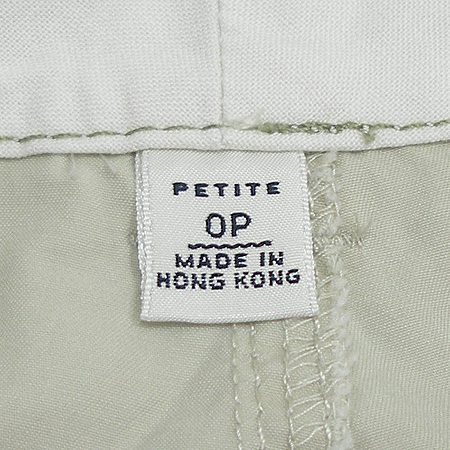 PETITE
0P
MADE IN
HONG KONG